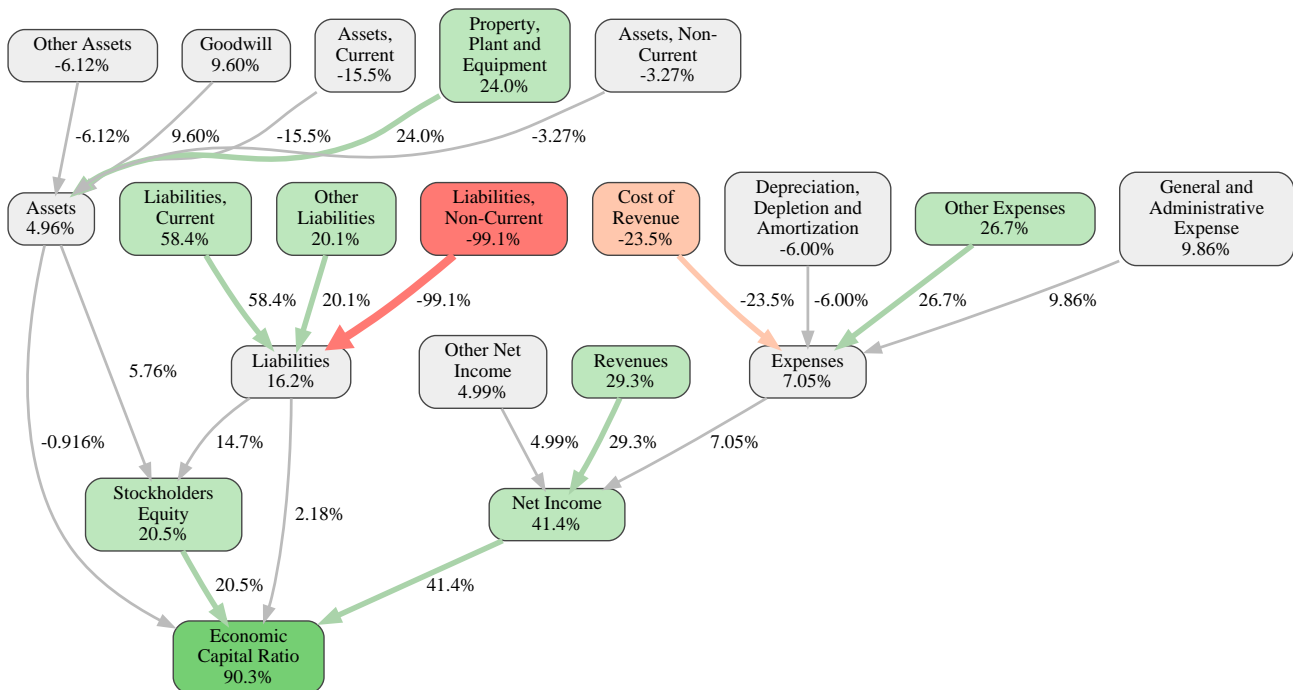 Other Assets
-6.12%
Goodwill
9.60%
Assets,
Current
-15.5%
Property,
Plant and
Equipment
24.0%
Assets, Non-
Current
-3.27%
-6.12%
9.60%
-15.5%
24.0%
-3.27%
Assets
4.96%
Liabilities,
Current
58.4%
Other
Liabilities
20.1%
Liabilities,
Non-Current
-99.1%
Cost of
Revenue
-23.5%
Depreciation,
Depletion and
Amortization
-6.00%
Other Expenses
26.7%
General and
Administrative
Expense
9.86%
58.4%
20.1%
-99.1%
-23.5%
-6.00%
26.7%
9.86%
Liabilities
16.2%
Other Net
Income
4.99%
Revenues
29.3%
Expenses
7.05%
5.76%
-0.916%
14.7%
4.99%
29.3%
7.05%
Stockholders
Equity
20.5%
2.18%
Net Income
41.4%
20.5%
41.4%
Economic
Capital Ratio
90.3%